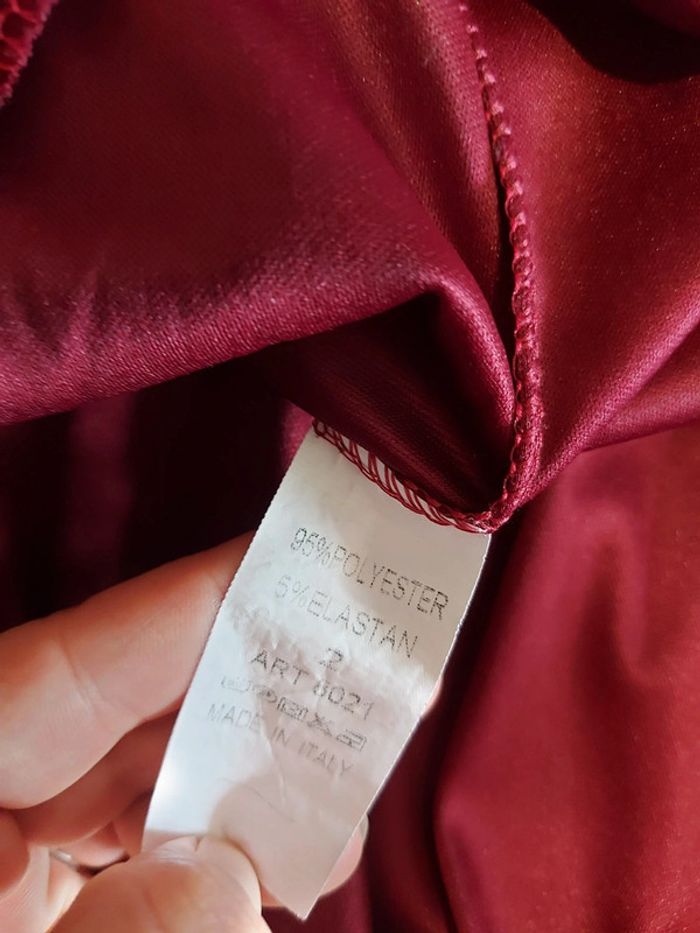 95%POLYESTER
5%ELASTAN
2
ART 8021
MADE IN ITALY